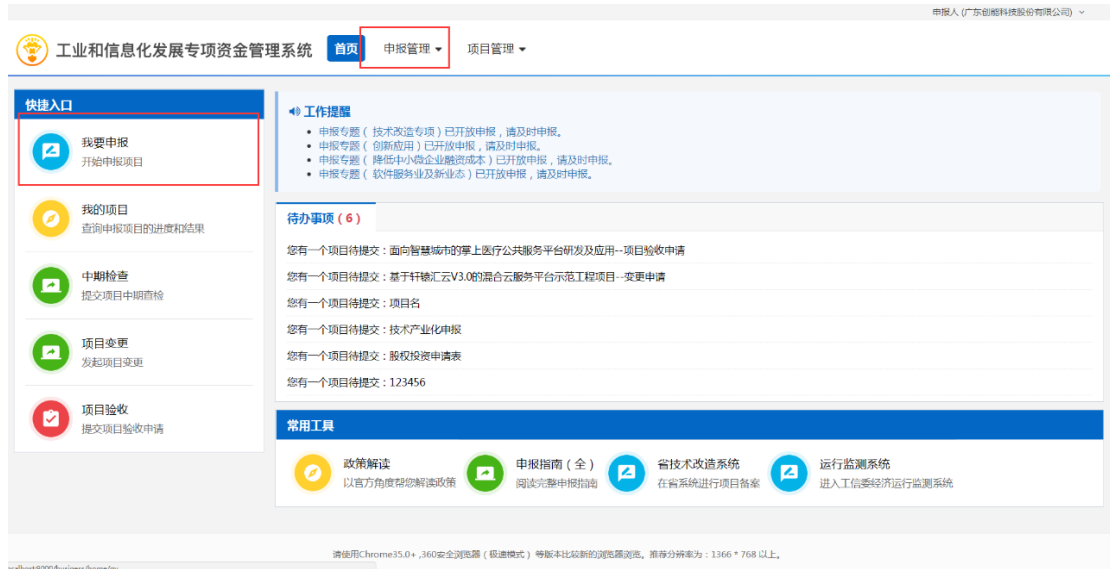 申报人 (广东创能科技股份有限公司)
工业和信息化发展专项资金管理系统 首页 申报管理 项目管理
快捷入口
我要申报
开始申报项目
我的项目
查询申报项目的进度和结果
中期检查
提交项目中期查检
项目变更
发起项目变更
项目验收
提交项目验收申请
工作提醒
申报专题（ 技术改造专项 ）已开放申报，请及时申报。
申报专题（ 创新应用 ）已开放申报，请及时申报。
申报专题（ 降低中小微企业融资成本 ）已开放申报，请及时申报。
申报专题（ 软件服务业及新业态 ）已开放申报，请及时申报。
待办事项（ 6 ）
您有一个项目待提交：面向智慧城市的掌上医疗公共服务平台研发及应用--项目验收申请
您有一个项目待提交：基于轩辕汇云V3.0的混合云服务平台示范工程项目--变更申请
您有一个项目待提交：项目名
您有一个项目待提交：技术产业化申报
您有一个项目待提交：股权投资申请表
您有一个项目待提交：123456
常用工具
政策解读
以官方角度帮您解读政策
申报指南（ 全 ）
阅读完整申报指南
省技术改造系统
在省系统进行项目备案
运行监测系统
进入工信委经济运行监测系统
请使用Chrome35.0+ ,360安全浏览器（ 极速模式 ） 等版本比较新的浏览器浏览。推荐分辨率为：1366 * 768 以上。